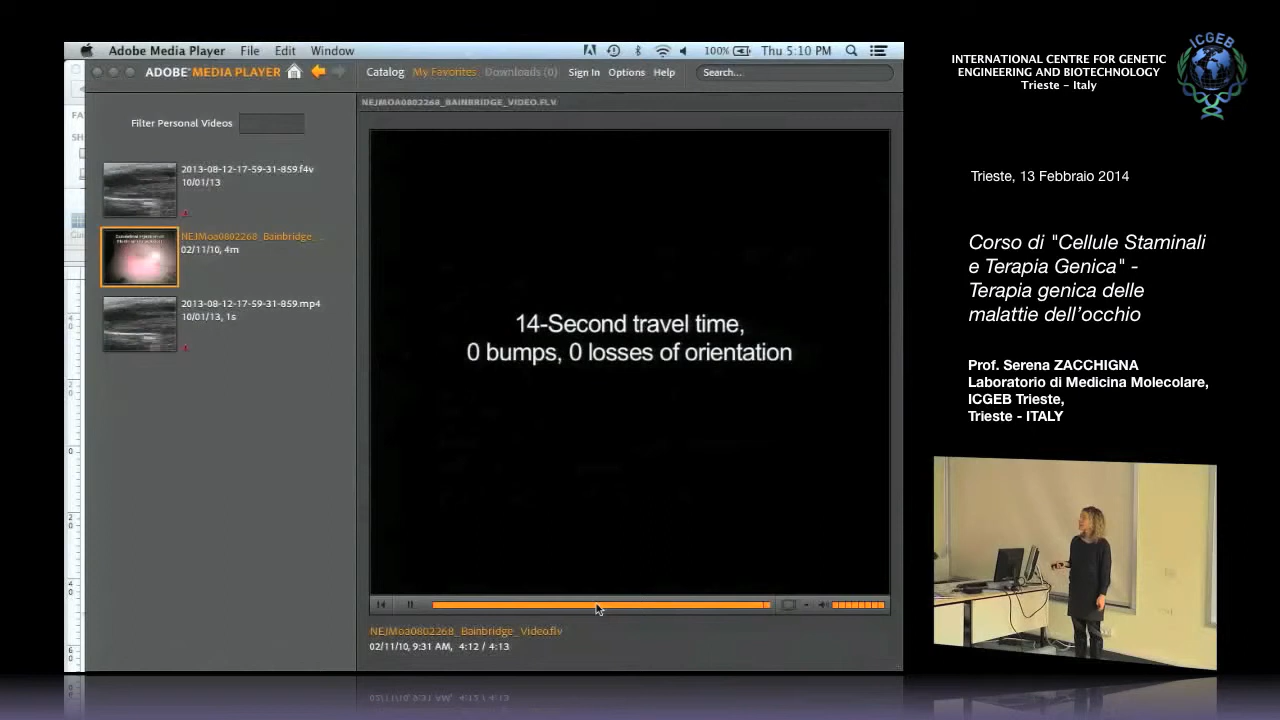 Adobe Media Player File Edit Window
100% Thu 5:10 PM
ADOBE MEDIA PLAYER
Catalog My Favorites Downloads (0) Sign In Options Help
Search...
NEJMOA0802268_BAINBRIDGE_VIDEO.FLV
Filter Personal Videos
2013-08-12-17-59-31-859.f4v
10/01/13
NEJMoa0802268_Bainbridge_...
02/11/10, 4m
2013-08-12-17-59-31-859.mp4
10/01/13, 1s
14-Second travel time,
0 bumps, 0 losses of orientation
NEJMoa0802268_Bainbridge_Video.flv
02/11/10, 9:31 AM, 4:12 / 4:13
INTERNATIONAL CENTRE FOR GENETIC
ENGINEERING AND BIOTECHNOLOGY
Trieste - Italy
ICGEB
Trieste, 13 Febbraio 2014
Corso di "Cellule Staminali
e Terapia Genica" -
Terapia genica delle
malattie dell'occhio
Prof. Serena ZACCHIGNA
Laboratorio di Medicina Molecolare,
ICGEB Trieste,
Trieste - ITALY